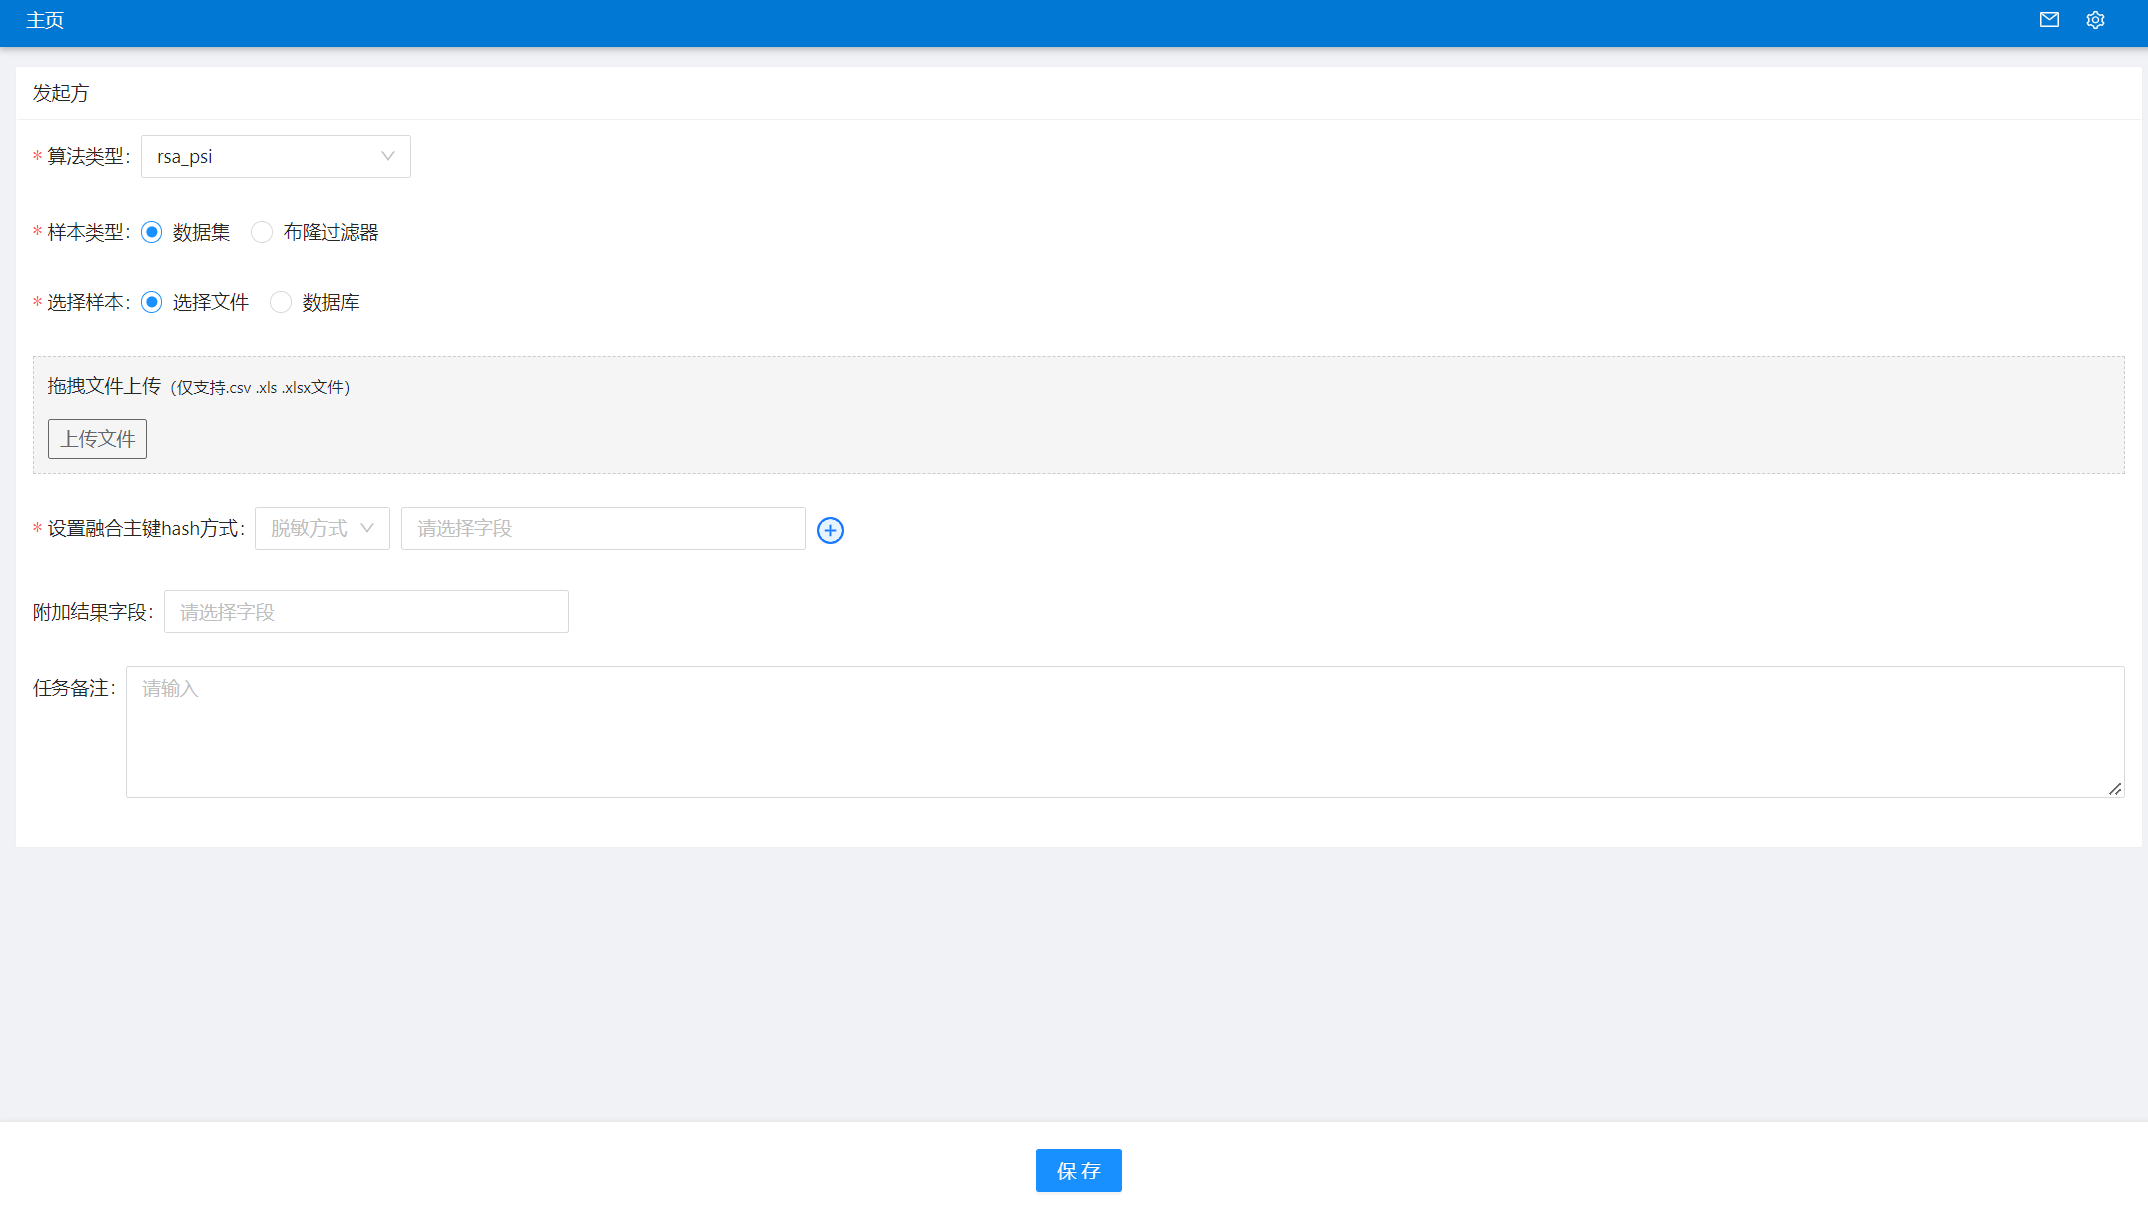 主页
发起方
* 算法类型: rsa_psi
* 样本类型: 数据集 布隆过滤器
* 选择样本: 选择文件 数据库
拖拽文件上传（仅支持.csv .xls .xlsx文件）
上传文件
* 设置融合主键hash方式: 脱敏方式 请选择字段
附加结果字段: 请选择字段
任务备注: 请输入
保 存